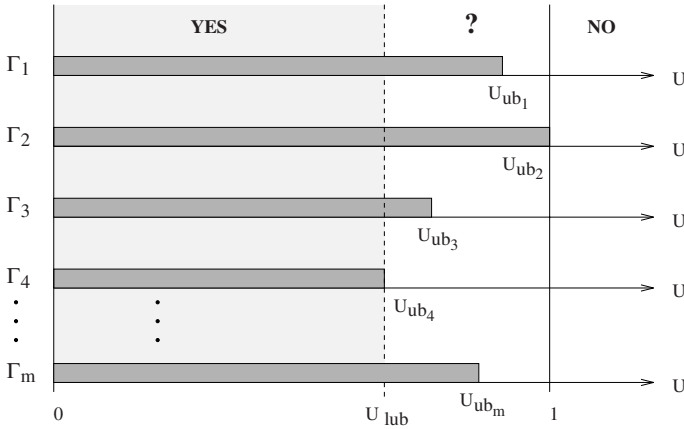 YES ? NO
Γ1 U
Uub1
Γ2 U
Uub2
Γ3 U
Uub3
Γ4 U
Uub4
Γm U
Uubm
0 Ulub 1